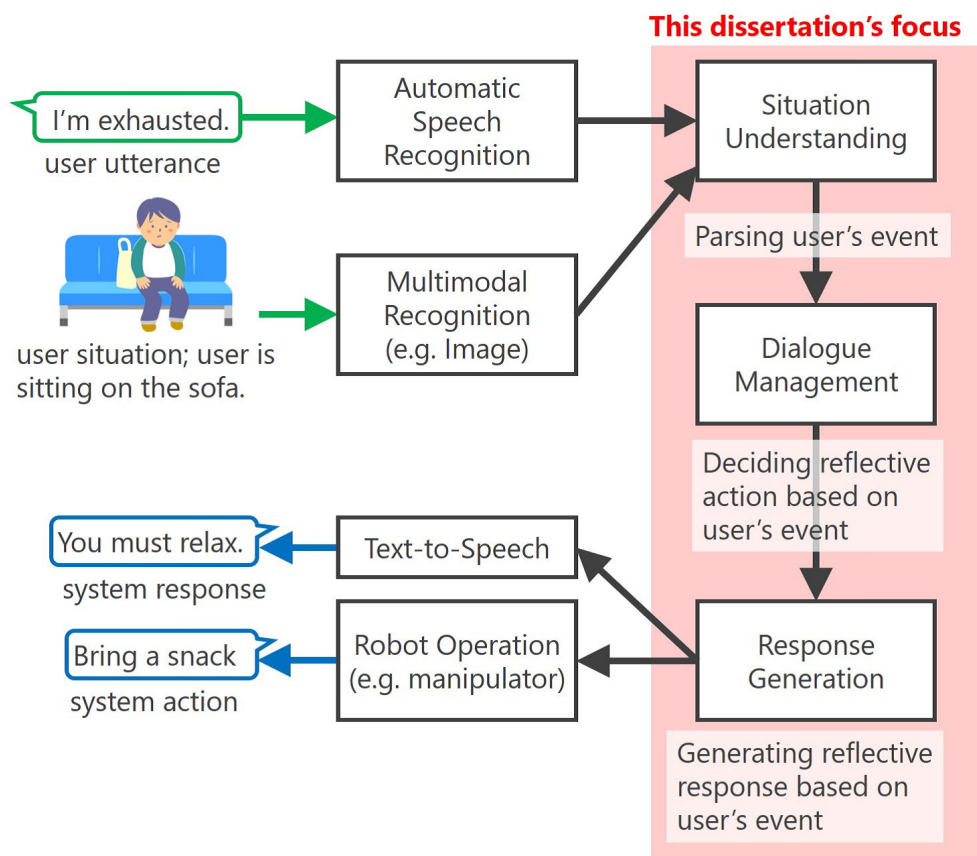 This dissertation's focus
I'm exhausted.
user utterance
Automatic
Speech
Recognition
Situation
Understanding
Parsing user's event
user situation; user is
sitting on the sofa.
Multimodal
Recognition
(e.g. Image)
Dialogue
Management
Deciding reflective
action based on
user's event
You must relax.
system response
Text-to-Speech
Bring a snack
system action
Robot Operation
(e.g. manipulator)
Response
Generation
Generating reflective
response based on
user's event